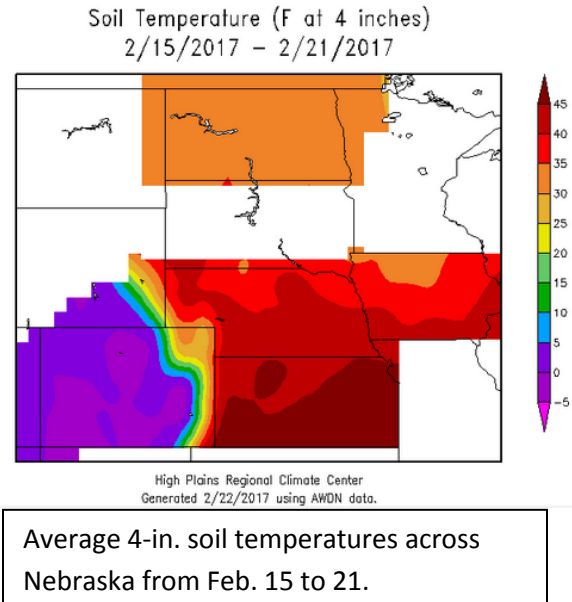 Soil Temperature (F at 4 inches)
2/15/2017 – 2/21/2017
45
40
35
30
25
20
15
10
5
0
-5
High Plains Regional Climate Center
Generated 2/22/2017 using AWDN data.
Average 4-in. soil temperatures across
Nebraska from Feb. 15 to 21.